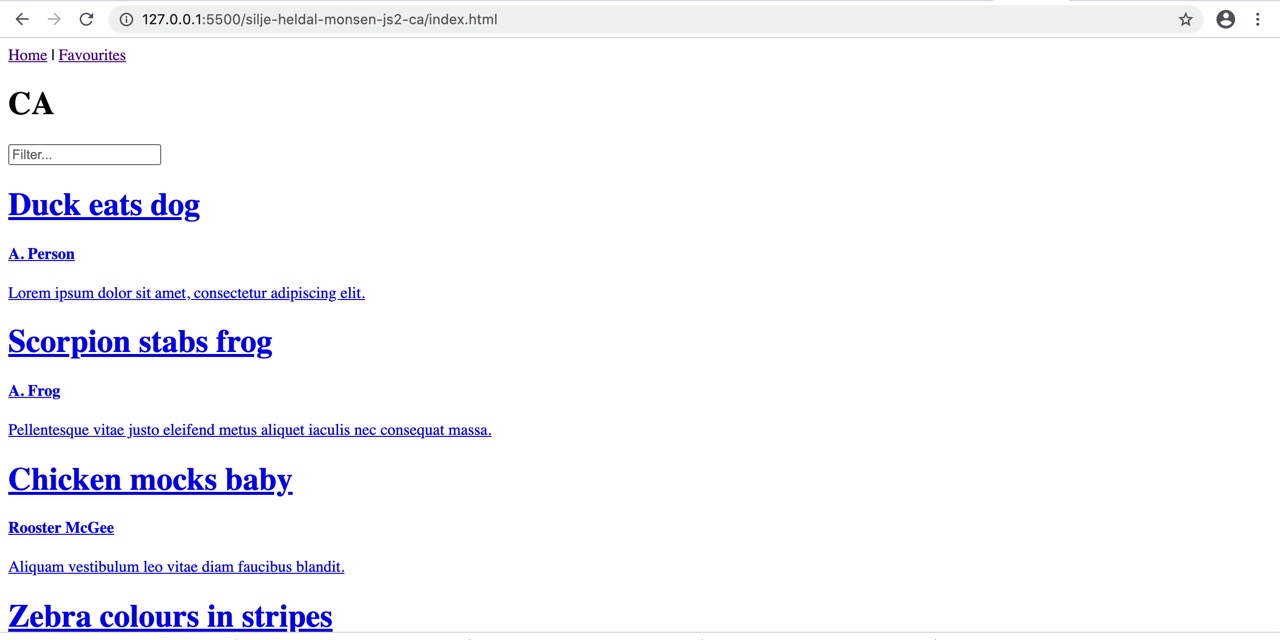 127.0.0.1:5500/silje-heldal-monsen-js2-ca/index.html
Home | Favourites
CA
Filter...
Duck eats dog
A. Person
Lorem ipsum dolor sit amet, consectetur adipiscing elit.
Scorpion stabs frog
A. Frog
Pellentesque vitae justo eleifend metus aliquet iaculis nec consequat massa.
Chicken mocks baby
Rooster McGee
Aliquam vestibulum leo vitae diam faucibus blandit.
Zebra colours in stripes